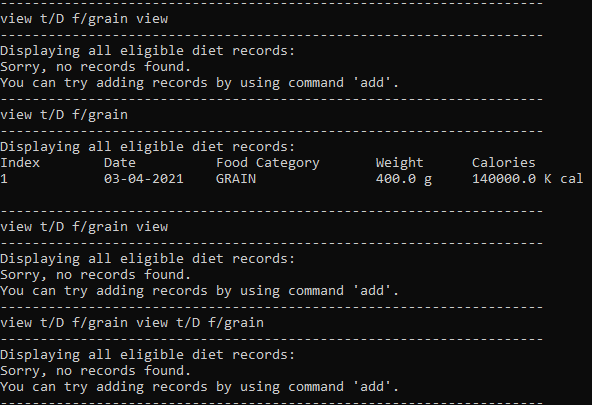 --------------------------------------------------------------------
view t/D f/grain view
--------------------------------------------------------------------
Displaying all eligible diet records:
Sorry, no records found.
You can try adding records by using command 'add'.
--------------------------------------------------------------------
view t/D f/grain
--------------------------------------------------------------------
Displaying all eligible diet records:
Index Date Food Category Weight Calories
1 03-04-2021 GRAIN 400.0 g 140000.0 K cal
--------------------------------------------------------------------
view t/D f/grain view
--------------------------------------------------------------------
Displaying all eligible diet records:
Sorry, no records found.
You can try adding records by using command 'add'.
--------------------------------------------------------------------
view t/D f/grain view t/D f/grain
--------------------------------------------------------------------
Displaying all eligible diet records:
Sorry, no records found.
You can try adding records by using command 'add'.
--------------------------------------------------------------------